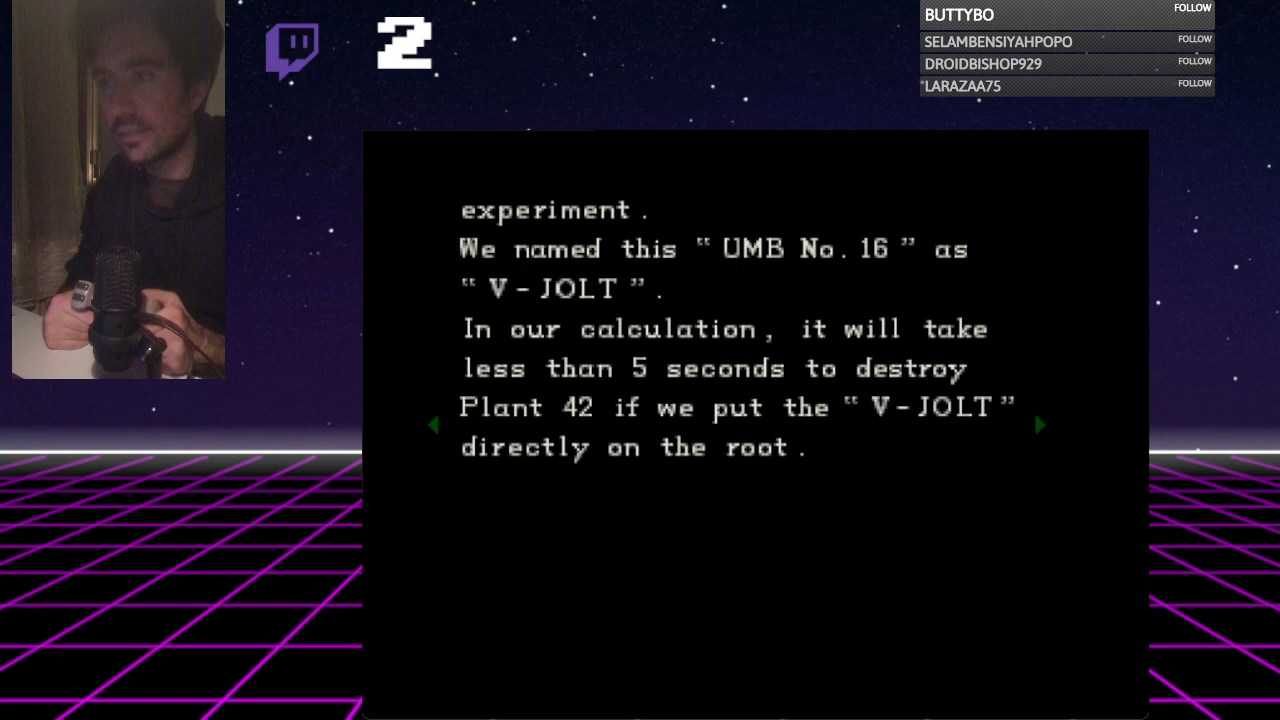 2
BUTTYBO FOLLOW
SELAMBENSIYAHPOPO FOLLOW
DROIDBISHOP929 FOLLOW
LARAZAA75 FOLLOW
experiment .
We named this “ UMB No. 16 ” as
“ V - JOLT ” .
In our calculation , it will take
less than 5 seconds to destroy
Plant 42 if we put the “ V - JOLT ”
directly on the root .